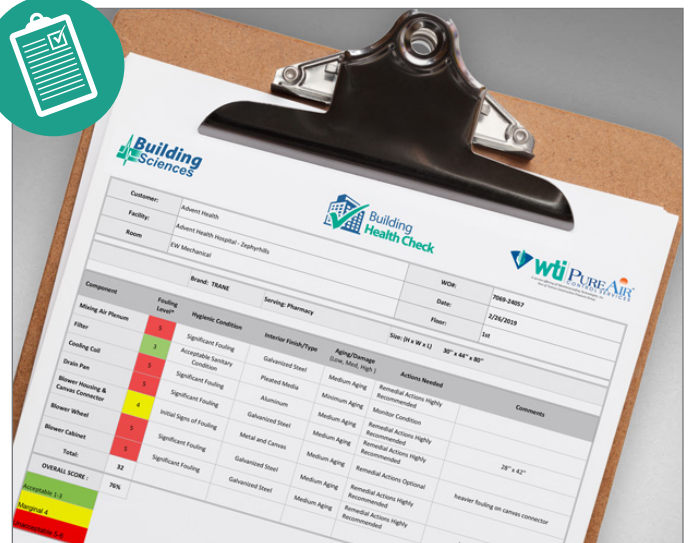 Building
Sciences
Building
Health Check
wti PURE AIR
CONTROL SERVICES
Customer: Advent Health
Facility: Advent Health Hospital - Zephyrhills
Room EW Mechanical
WO#: 7069-24057
Date: 2/26/2019
Floor: 1st
Brand: TRANE Serving: Pharmacy Size: (H x W x L) 30" x 44" x 80"
Component Fouling Level* Hygienic Condition Interior Finish/Type Aging/Damage (Low, Med, High ) Actions Needed Comments
Mixing Air Plenum 5 Significant Fouling Galvanized Steel Medium Aging Remedial Actions Highly Recommended
Filter 3 Acceptable Sanitary Condition Pleated Media Minimum Aging Monitor Condition
Cooling Coil 5 Significant Fouling Aluminum Medium Aging Remedial Actions Highly Recommended 28" x 42"
Drain Pan 5 Significant Fouling Galvanized Steel Medium Aging Remedial Actions Highly Recommended
Blower Housing & Canvas Connector 4 Initial Signs of Fouling Metal and Canvas Medium Aging Remedial Actions Optional heavier fouling on canvas connector
Blower Wheel 5 Significant Fouling Galvanized Steel Medium Aging Remedial Actions Highly Recommended
Blower Cabinet 5 Significant Fouling Galvanized Steel Medium Aging Remedial Actions Highly Recommended
Total: 32
OVERALL SCORE : 76%
Acceptable 1-3
Marginal 4